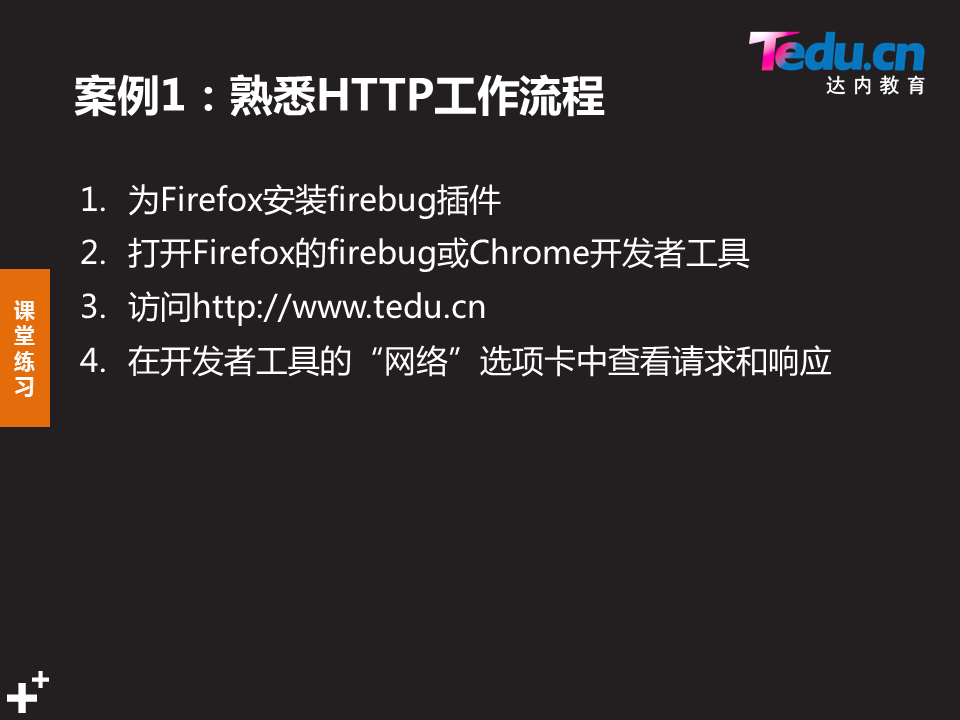 Tedu.cn
达内教育
案例1：熟悉HTTP工作流程
1. 为Firefox安装firebug插件
2. 打开Firefox的firebug或Chrome开发者工具
3. 访问http://www.tedu.cn
4. 在开发者工具的“网络”选项卡中查看请求和响应
课
堂
练
习